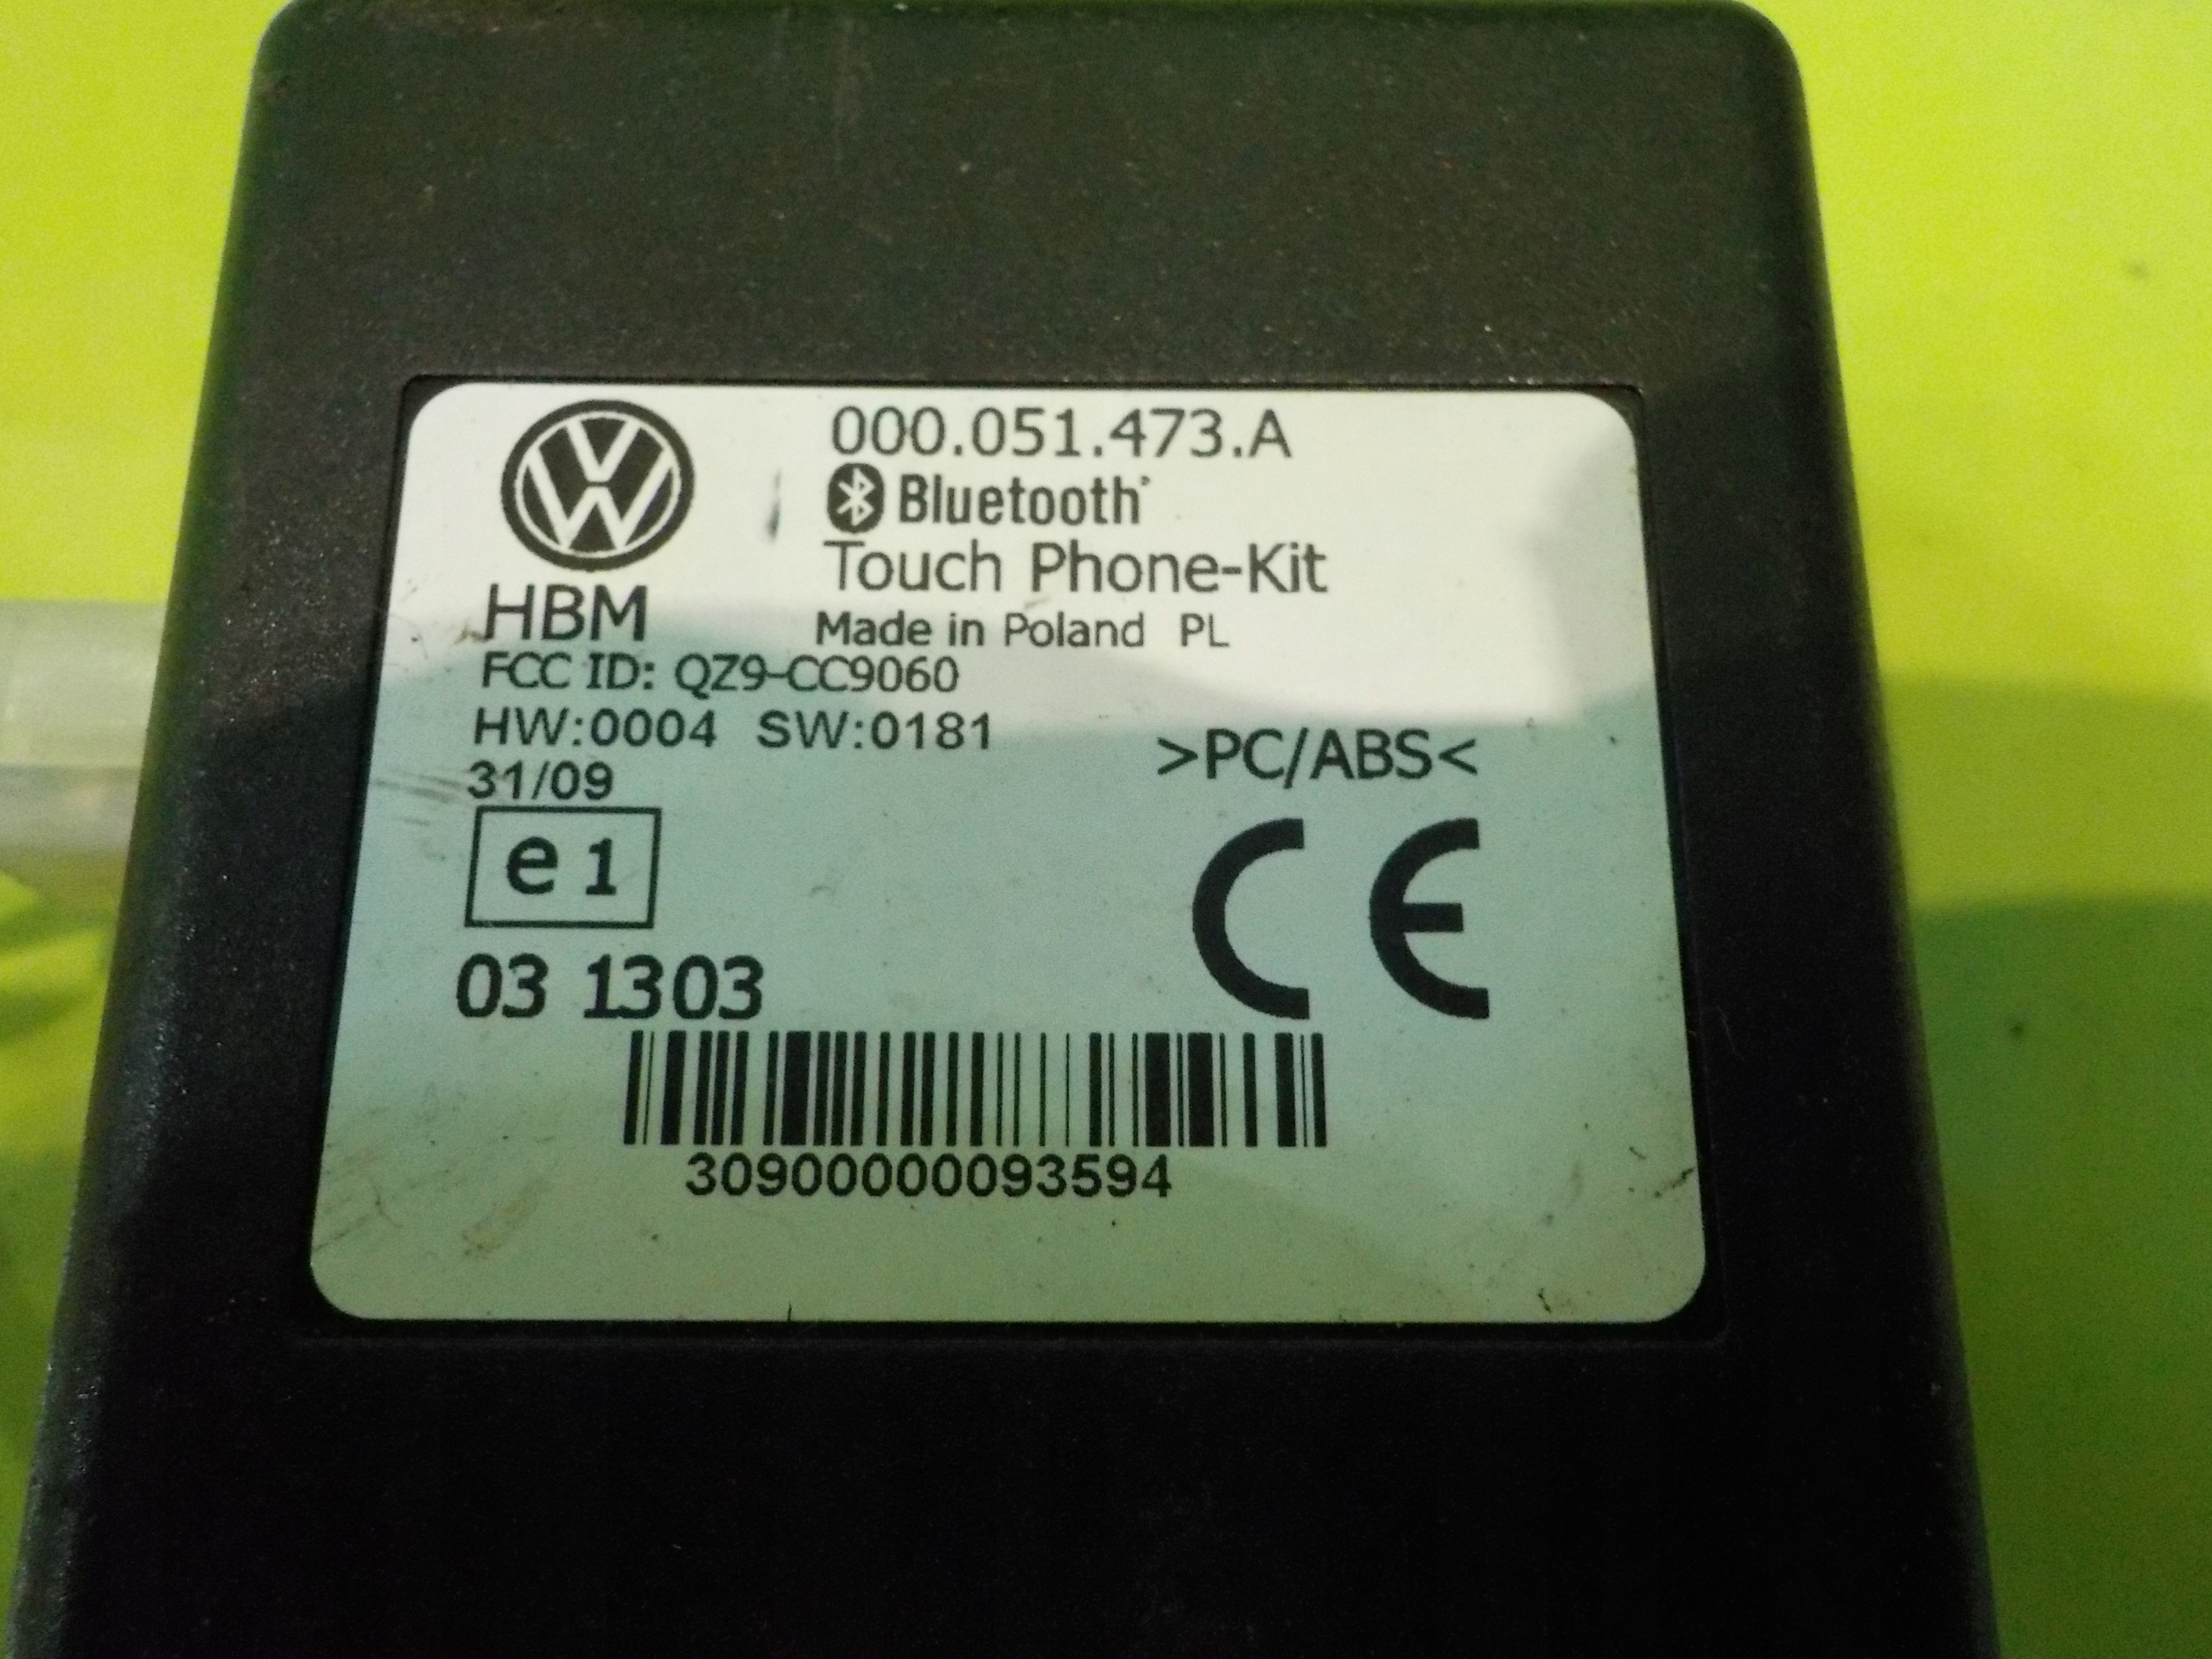 000.051.473.A
Bluetooth
Touch Phone-Kit
HBM
Made in Poland PL
FCC ID: QZ9-CC9060
HW:0004 SW:0181
31/09
>PC/ABS<
e1
CE
03 1303
30900000093594